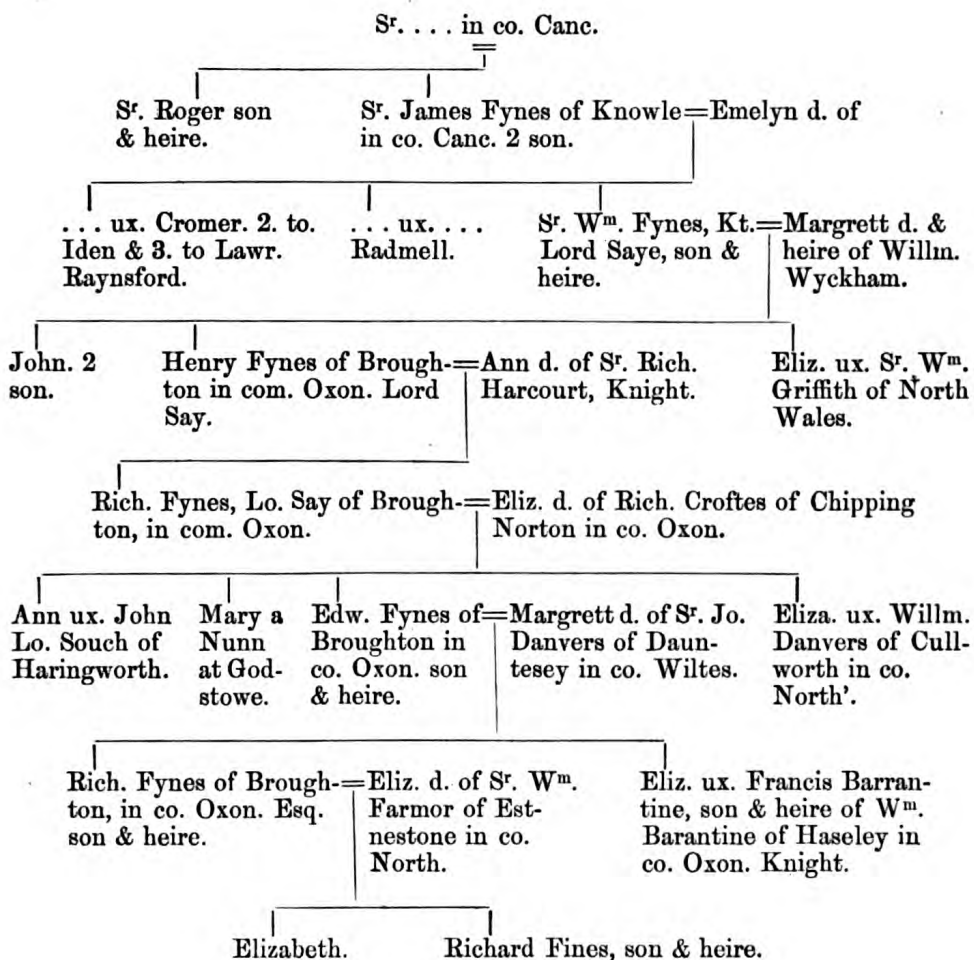 Sʳ. . . . in co. Canc.
Sʳ. Roger son
& heire.
Sʳ. James Fynes of Knowle=Emelyn d. of
in co. Canc. 2 son.
. . . ux. Cromer. 2. to.
Iden & 3. to Lawr.
Raynsford.
. . . ux. . . .
Radmell.
Sʳ. Wᵐ. Fynes, Kt.=Margrett d. &
Lord Saye, son &
heire.
heire of Willm.
Wyckham.
John. 2
son.
Henry Fynes of Brough-=Ann d. of Sʳ. Rich.
ton in com. Oxon. Lord
Say.
Harcourt, Knight.
Eliz. ux. Sʳ. Wᵐ.
Griffith of North
Wales.
Rich. Fynes, Lo. Say of Brough-=Eliz. d. of Rich. Croftes of Chipping
ton, in com. Oxon.
Norton in co. Oxon.
Ann ux. John
Lo. Souch of
Haringworth.
Mary a
Nunn
at God-
stowe.
Edw. Fynes of=Margrett d. of Sʳ. Jo.
Broughton in
co. Oxon. son
& heire.
Danvers of Daun-
tesey in co. Wiltes.
Eliza. ux. Willm.
Danvers of Cull-
worth in co.
North'.
Rich. Fynes of Brough-=Eliz. d. of Sʳ. Wᵐ.
ton, in co. Oxon. Esq.
son & heire.
Farmor of Est-
nestone in co.
North.
Eliz. ux. Francis Barran-
tine, son & heire of Wᵐ.
Barantine of Haseley in
co. Oxon. Knight.
Elizabeth.
Richard Fines, son & heire.